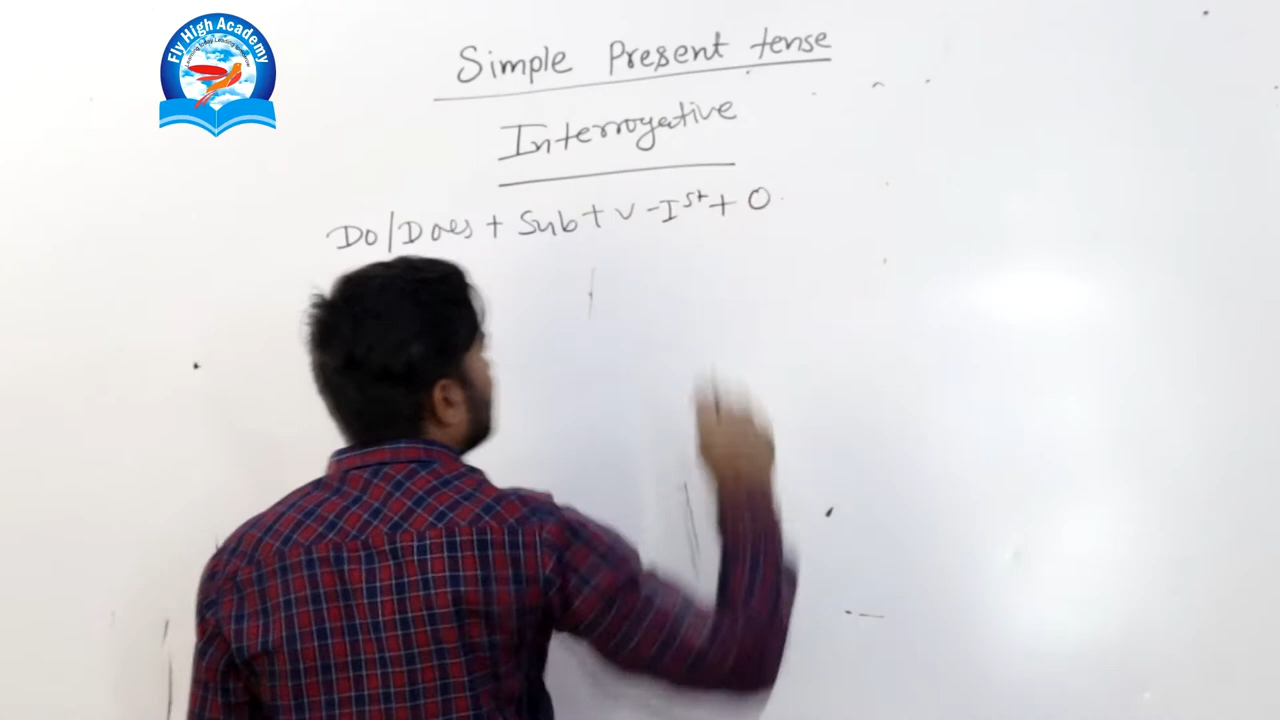 Fly High Academy
Simple Present tense
Interrogative
Do/Does + Sub + V-Ist + O